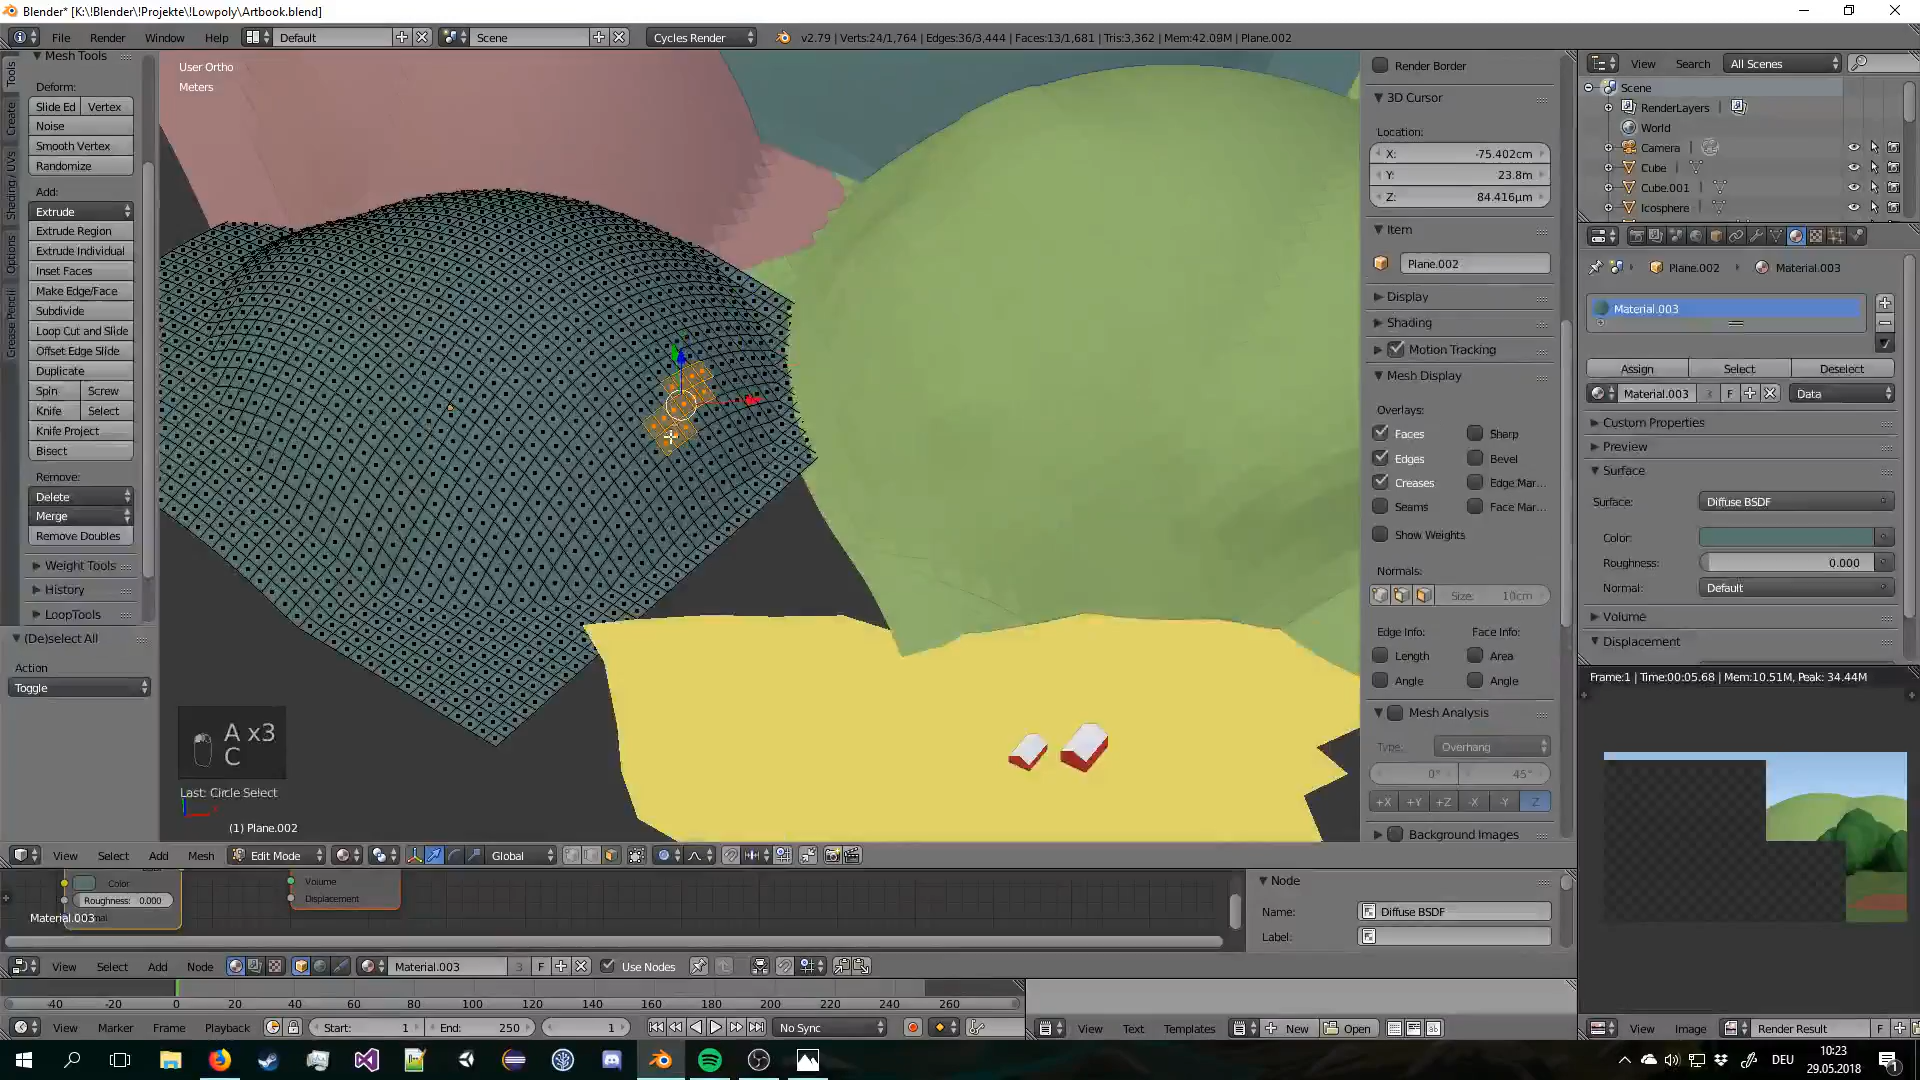 Blender* [K:\!Blender\!Projekte\!Lowpoly\Artbook.blend]
File Render Window Help Default Scene Cycles Render v2.79 | Verts:24/1,764 | Edges:36/3,444 | Faces:13/1,681 | Tris:3,362 | Mem:42.08M | Plane.002
Mesh Tools
Deform:
Slide Ed Vertex
Noise
Smooth Vertex
Randomize
Add:
Extrude
Extrude Region
Extrude Individual
Inset Faces
Make Edge/Face
Subdivide
Loop Cut and Slide
Offset Edge Slide
Duplicate
Spin Screw
Knife Select
Knife Project
Bisect
Remove:
Delete
Merge
Remove Doubles
Weight Tools
History
LoopTools
Tools
Create
Shading / UVs
Options
Grease Pencil
(De)select All
Action
Toggle
User Ortho
Meters
A x3
C
Last: Circle Select
(1) Plane.002
Render Border
3D Cursor
Location:
X: -75.402cm
Y: 23.8m
Z: 84.416µm
Item
Plane.002
Display
Shading
Motion Tracking
Mesh Display
Overlays:
Faces Sharp
Edges Bevel
Creases Edge Mar...
Seams Face Mar...
Show Weights
Normals:
Size: 10cm
Edge Info: Face Info:
Length Area
Angle Angle
Mesh Analysis
Type: Overhang
0° 45°
+X +Y +Z -X -Y -Z
Background Images
View Search All Scenes
Scene
RenderLayers
World
Camera
Cube
Cube.001
Icosphere
Plane.002 Material.003
Material.003
Assign Select Deselect
Material.003 3 F Data
Custom Properties
Preview
Surface
Surface: Diffuse BSDF
Color:
Roughness: 0.000
Normal: Default
Volume
Displacement
Frame:1 | Time:00:05.68 | Mem:10.51M, Peak: 34.44M
View Select Add Mesh Edit Mode Global
Color
Roughness: 0.000
Material.003
Volume
Displacement
Node
Name: Diffuse BSDF
Label:
View Select Add Node Material.003 3 F Use Nodes
-40 -20 0 20 40 60 80 100 120 140 160 180 200 220 240 260
View Marker Frame Playback Start: 1 End: 250 1 No Sync
View Text Templates New Open
View Image Render Result F
DEU
10:23
29.05.2018
1